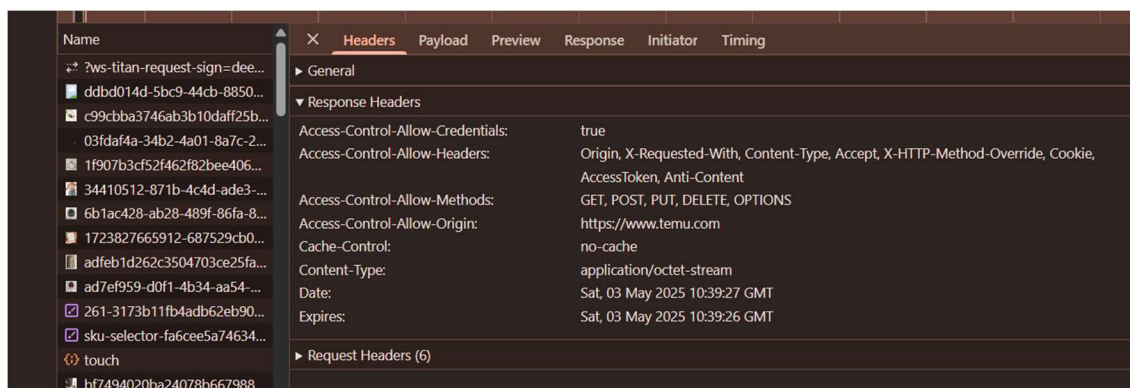 Name
Headers Payload Preview Response Initiator Timing
?ws-titan-request-sign=dee...
General
ddbd014d-5bc9-44cb-8850...
Response Headers
c99cbba3746ab3b10daff25b...
Access-Control-Allow-Credentials: true
03fdaf4a-34b2-4a01-8a7c-2...
Access-Control-Allow-Headers: Origin, X-Requested-With, Content-Type, Accept, X-HTTP-Method-Override, Cookie,
1f907b3cf52f462f82bee406...
AccessToken, Anti-Content
34410512-871b-4c4d-ade3-...
Access-Control-Allow-Methods: GET, POST, PUT, DELETE, OPTIONS
6b1ac428-ab28-489f-86fa-8...
Access-Control-Allow-Origin: https://www.temu.com
1723827665912-687529cb0...
Cache-Control: no-cache
adfeb1d262c3504703ce25fa...
Content-Type: application/octet-stream
ad7ef959-d0f1-4b34-aa54-...
Date: Sat, 03 May 2025 10:39:27 GMT
261-3173b11fb4adb62eb90...
Expires: Sat, 03 May 2025 10:39:26 GMT
sku-selector-fa6cee5a74634...
touch
Request Headers (6)
bf7494020ba24078b667988